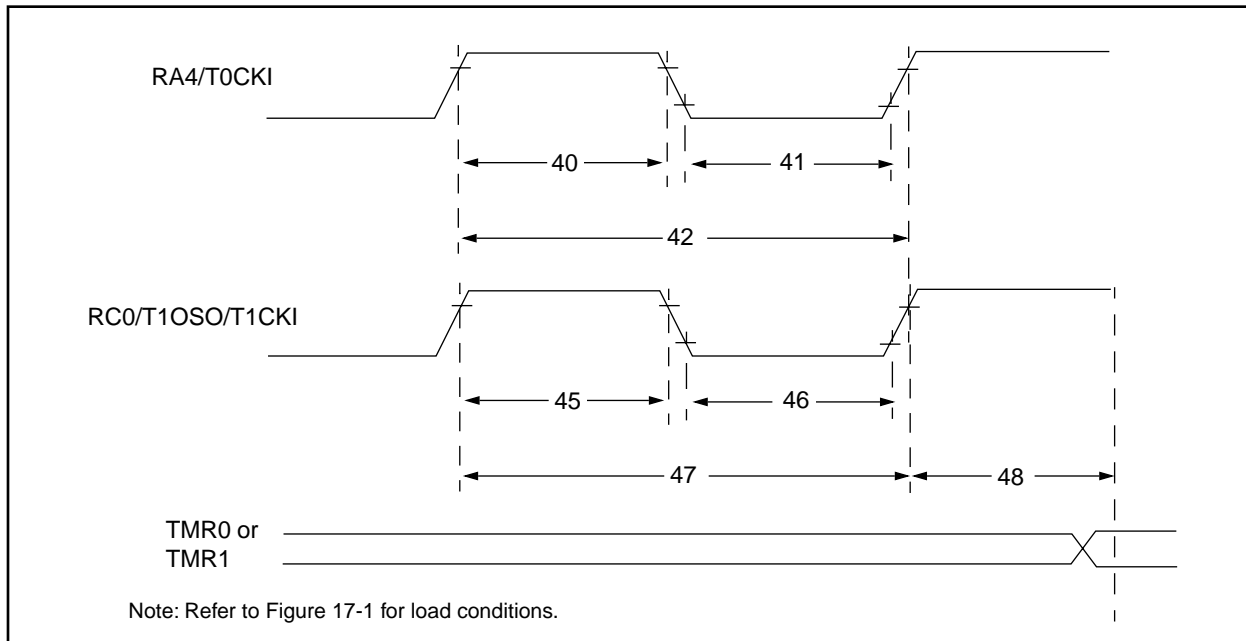 RA4/T0CKI
40
41
42
RC0/T1OSO/T1CKI
45
46
47
48
TMR0 or
TMR1
Note: Refer to Figure 17-1 for load conditions.